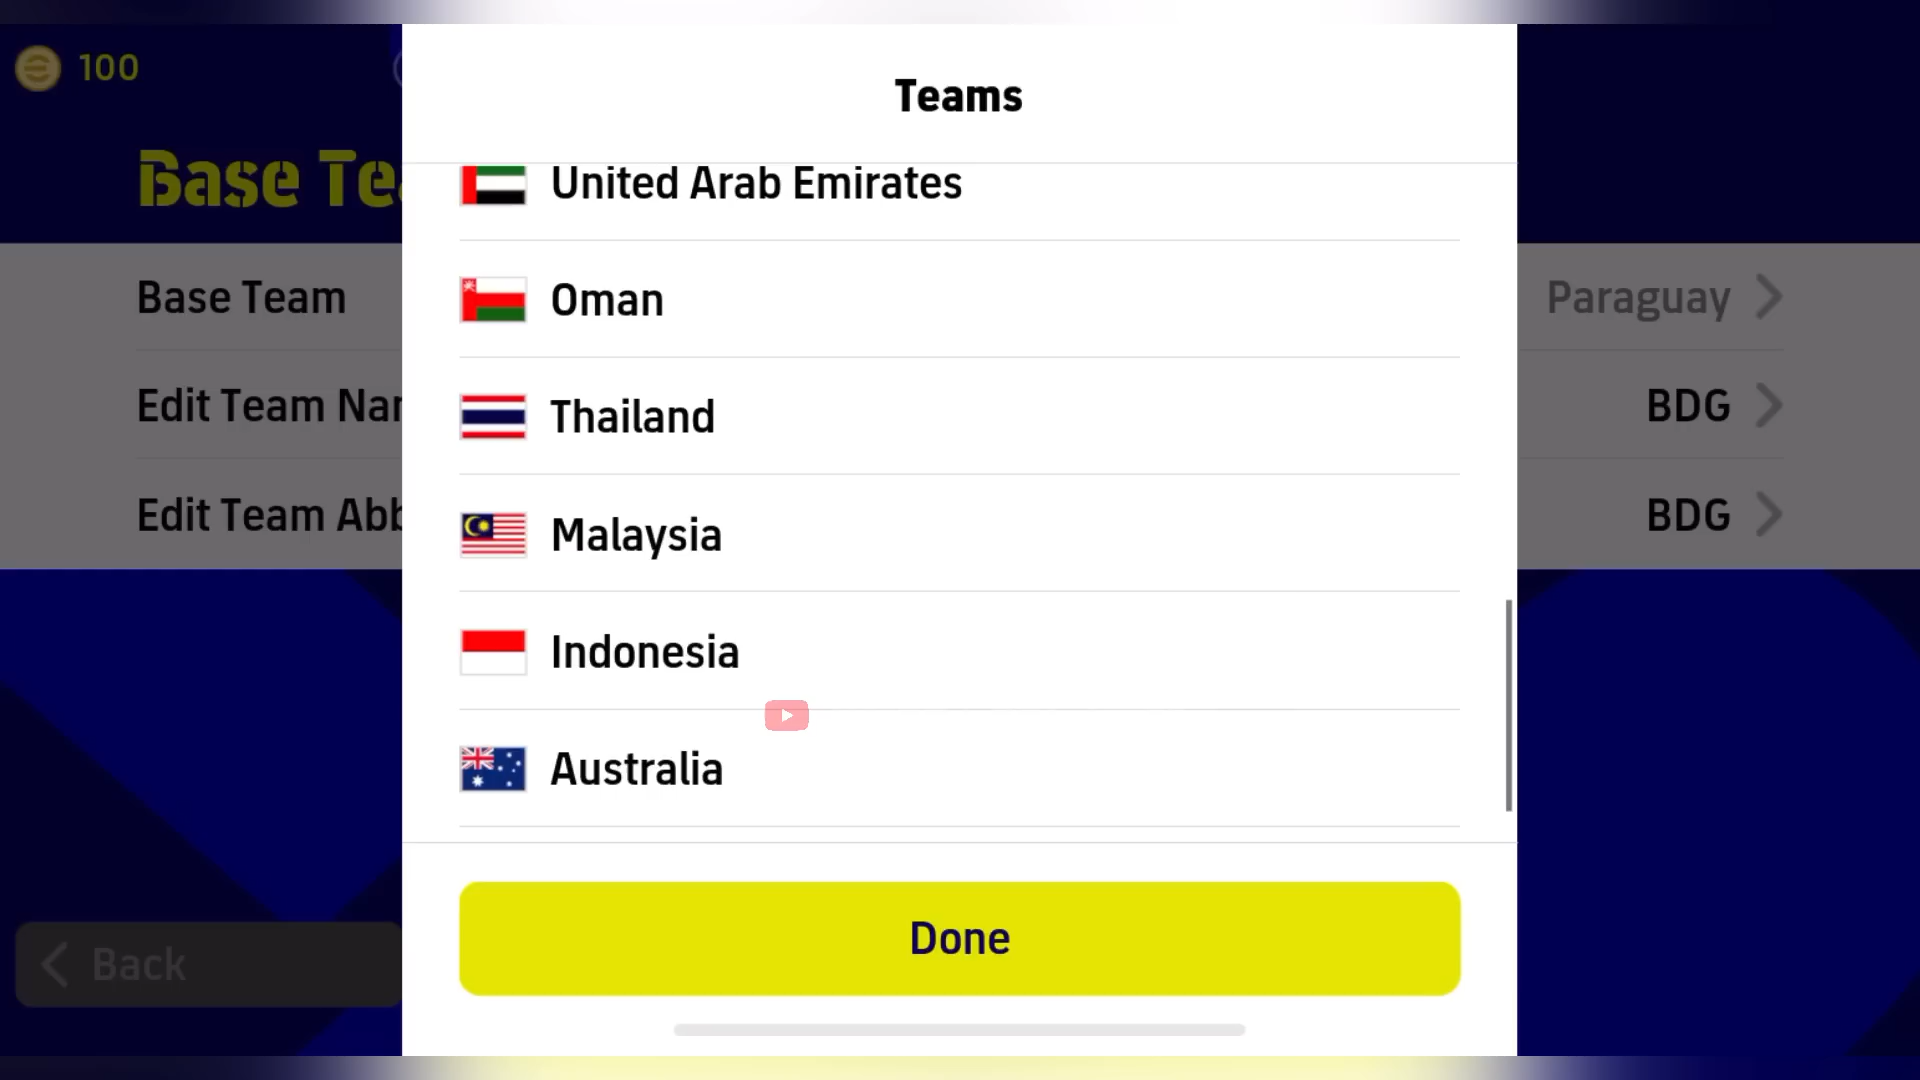 100
Teams
Base Te
United Arab Emirates
Base Team
Paraguay
Oman
Edit Team Nar
BDG
Thailand
Edit Team Abb
BDG
Malaysia
Indonesia
Australia
Done
Back